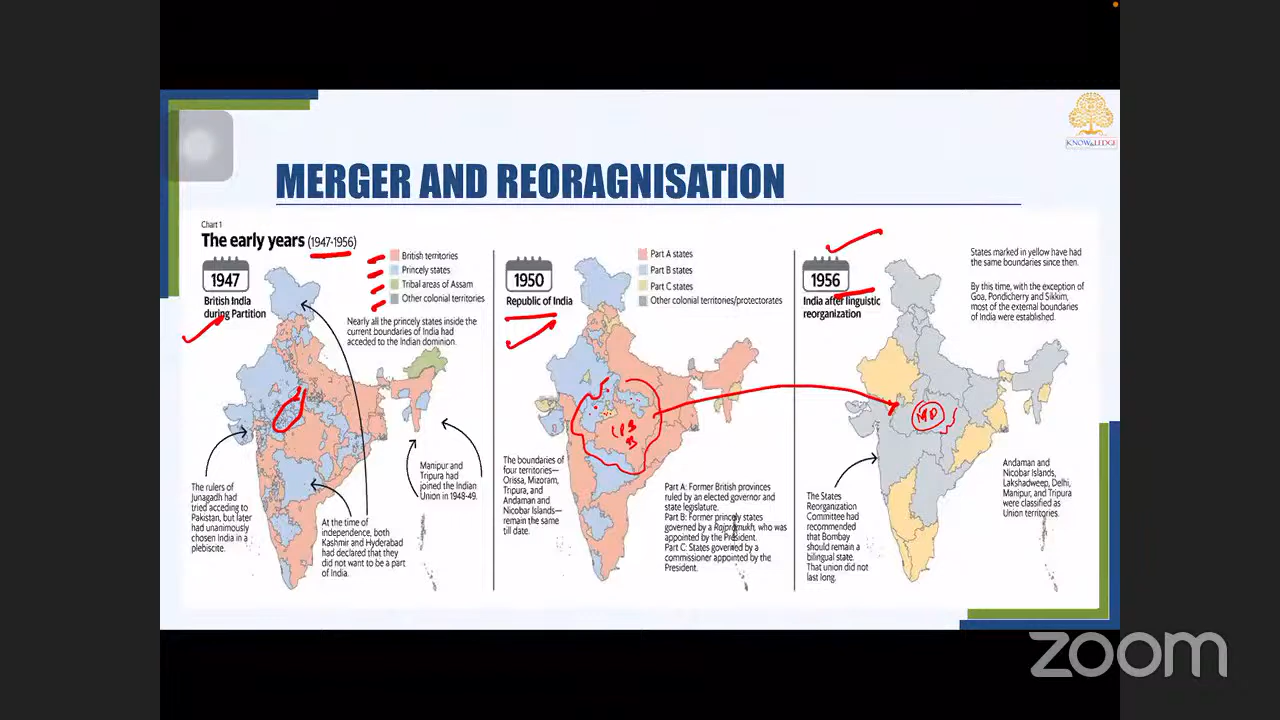 KNOWLEDGE
MERGER AND REORAGNISATION
Chart 1
The early years (1947-1956)
1947
British India
during Partition
British territories
Princely states
Tribal areas of Assam
Other colonial territories
Nearly all the princely states inside the
current boundaries of India had
acceded to the Indian dominion.
The rulers of
Junagadh had
tried acceding to
Pakistan, but later
had unanimously
chosen India in a
plebiscite.
At the time of
independence, both
Kashmir and Hyderabad
had declared that they
did not want to be a part
of India.
Manipur and
Tripura had
joined the Indian
Union in 1948-49.
1950
Republic of India
Part A states
Part B states
Part C states
Other colonial territories/protectorates
The boundaries of
four territories—
Orissa, Mizoram,
Tripura, and
Andaman and
Nicobar Islands—
remain the same
till date.
Part A: Former British provinces
ruled by an elected governor and
state legislature.
Part B: Former princely states
governed by a Rajpramukh, who was
appointed by the President.
Part C: States governed by a
commissioner appointed by the
President.
1956
India after linguistic
reorganization
States marked in yellow have had
the same boundaries since then.
By this time, with the exception of
Goa, Pondicherry and Sikkim,
most of the external boundaries
of India were established.
MP
The States
Reorganization
Committee had
recommended
that Bombay
should remain a
bilingual state.
That union did not
last long.
Andaman and
Nicobar Islands,
Lakshadweep, Delhi,
Manipur, and Tripura
were classified as
Union territories.
zoom